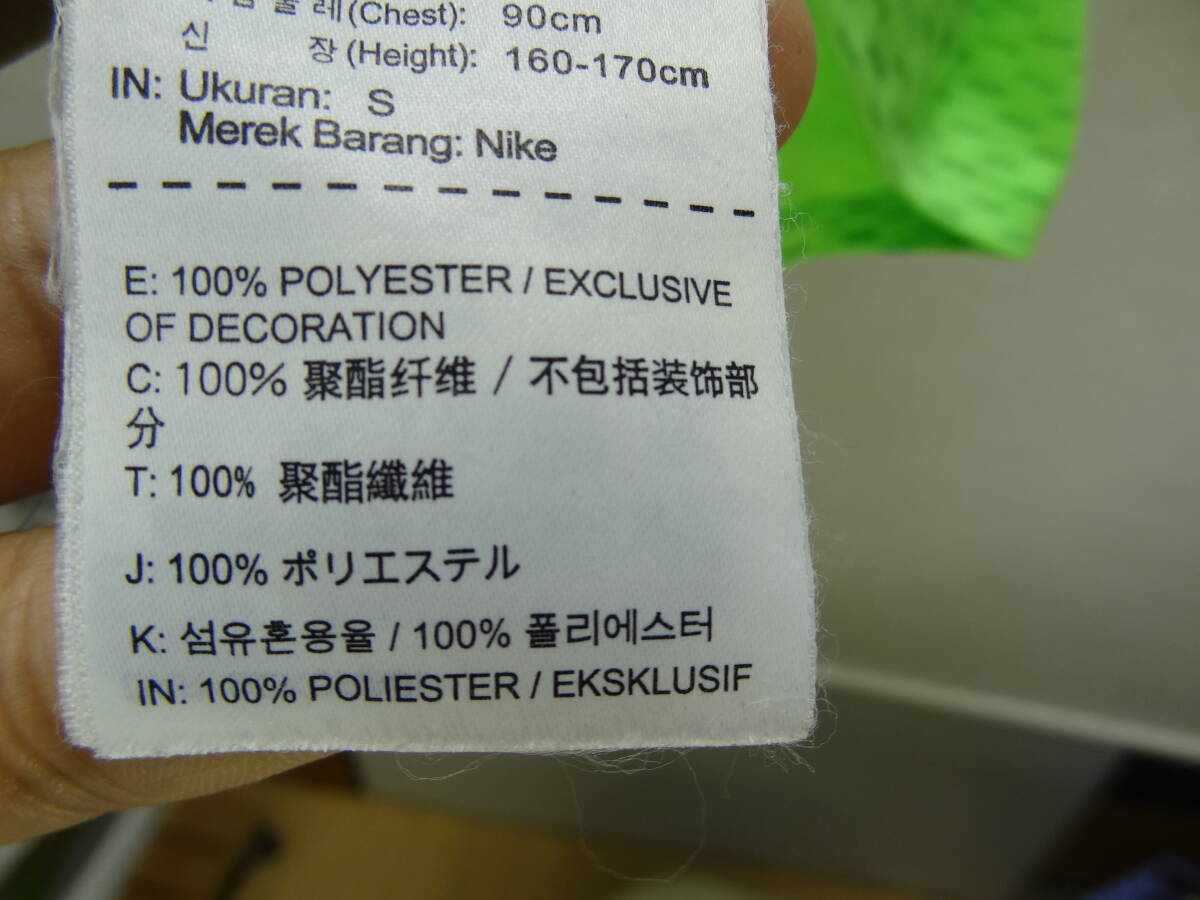 (Chest): 90cm
신 장 (Height): 160-170cm
IN: Ukuran: S
Merek Barang: Nike
E: 100% POLYESTER / EXCLUSIVE
OF DECORATION
C: 100% 聚酯纤维 / 不包括装饰部
分
T: 100% 聚酯纖維
J: 100% ポリエステル
K: 섬유혼용율 / 100% 폴리에스터
IN: 100% POLIESTER / EKSKLUSIF